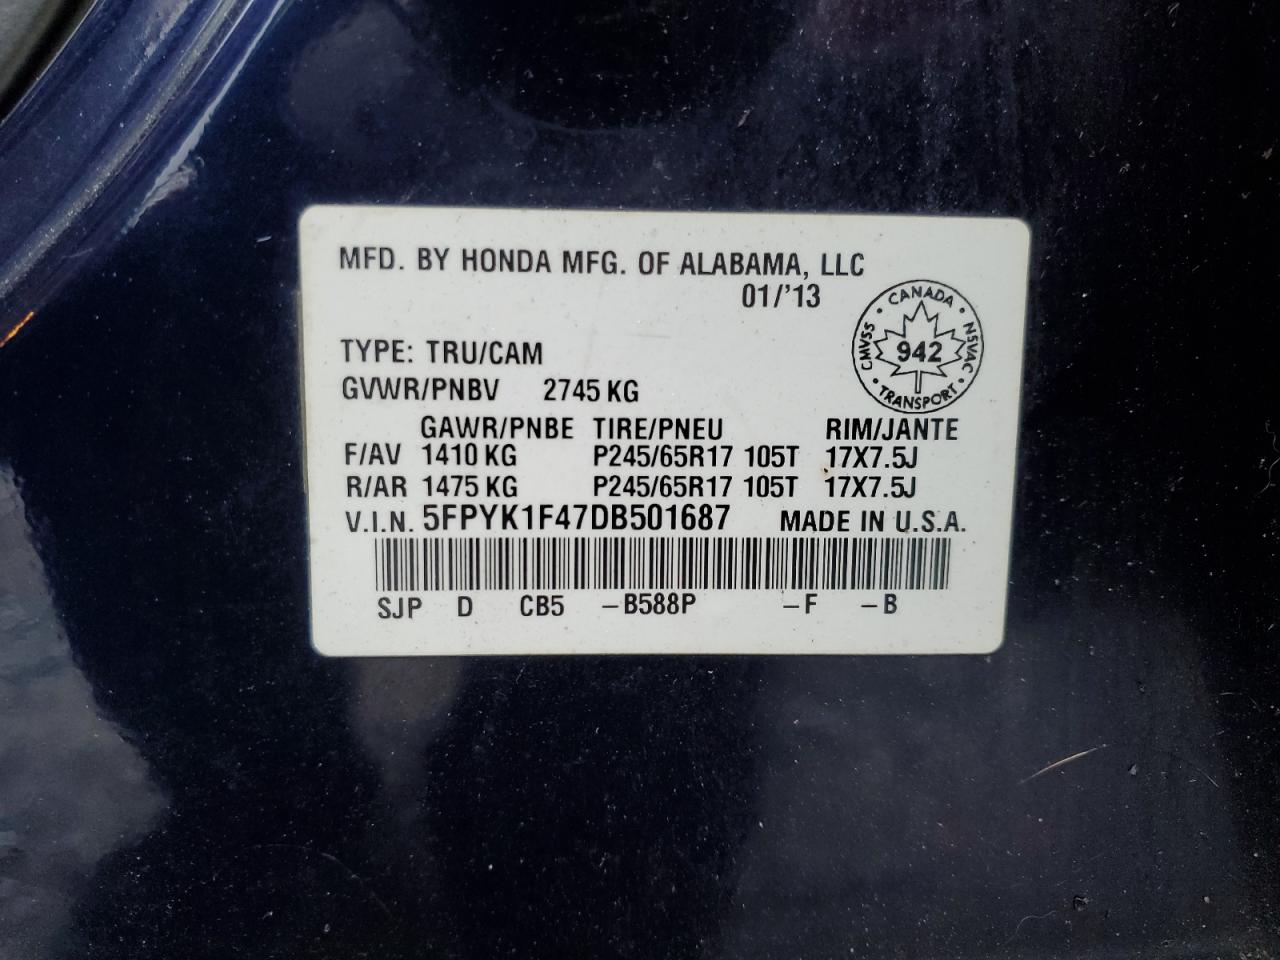 MFD. BY HONDA MFG. OF ALABAMA, LLC
01/'13
CANADA
CMVSS
NSVAC
942
TRANSPORT
TYPE: TRU/CAM
GVWR/PNBV 2745 KG
GAWR/PNBE TIRE/PNEU RIM/JANTE
F/AV 1410 KG P245/65R17 105T 17X7.5J
R/AR 1475 KG P245/65R17 105T 17X7.5J
V.I.N. 5FPYK1F47DB501687 MADE IN U.S.A.
SJP D CB5 -B588P -F -B